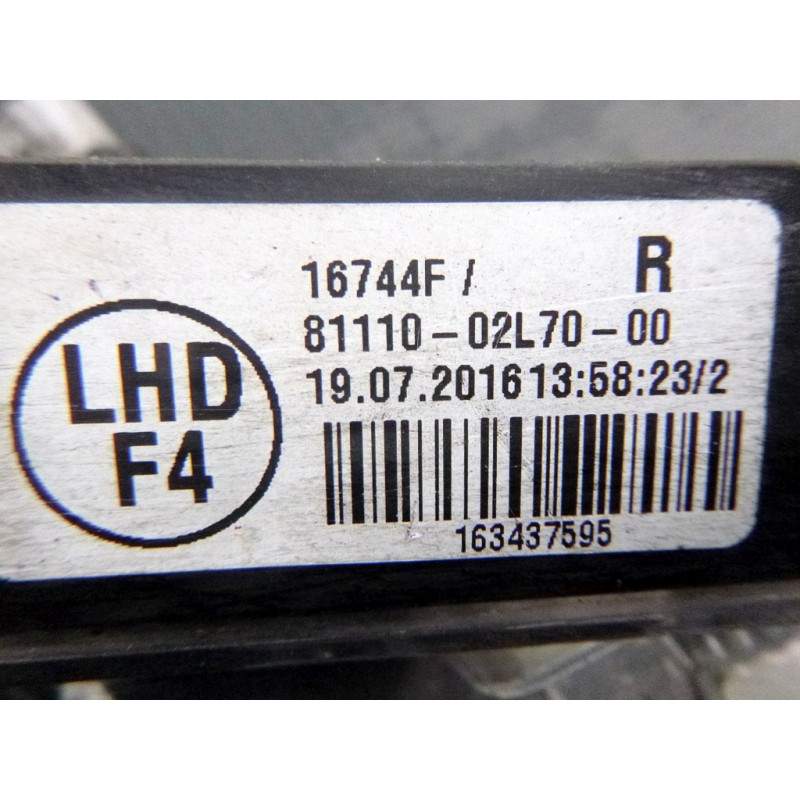 LHD
F4
16744F / R
81110-02L70-00
19.07.2016 13:58:23/2
163437595